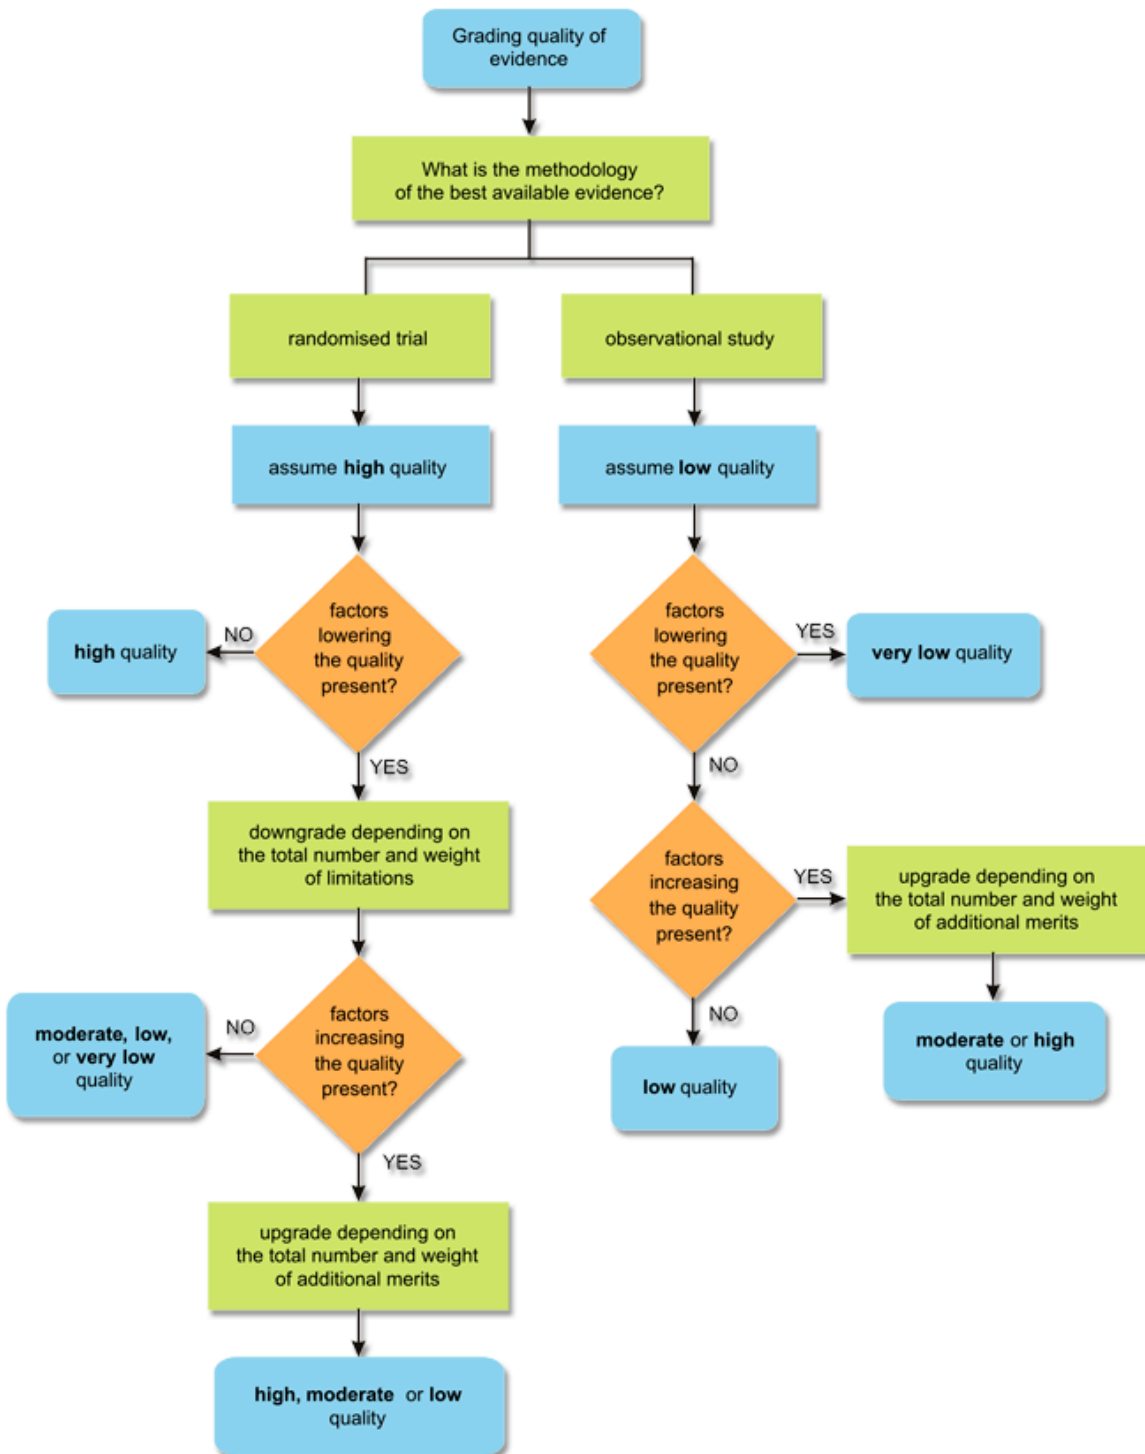 Grading quality of
evidence
What is the methodology
of the best available evidence?
randomised trial
observational study
assume high quality
assume low quality
factors
lowering
the quality
present?
NO
high quality
YES
factors
lowering
the quality
present?
YES
very low quality
NO
downgrade depending on
the total number and weight
of limitations
factors
increasing
the quality
present?
YES
upgrade depending on
the total number and weight
of additional merits
NO
low quality
moderate or high
quality
factors
increasing
the quality
present?
NO
moderate, low,
or very low
quality
YES
upgrade depending on
the total number and weight
of additional merits
high, moderate or low
quality